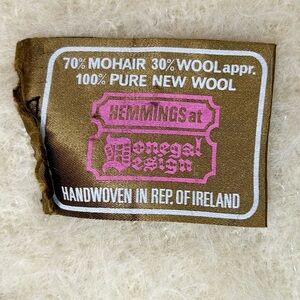 70% MOHAIR 30% WOOL appr.
100% PURE NEW WOOL
HEMMINGS at
Donegal
Design
HANDWOVEN IN REP. OF IRELAND